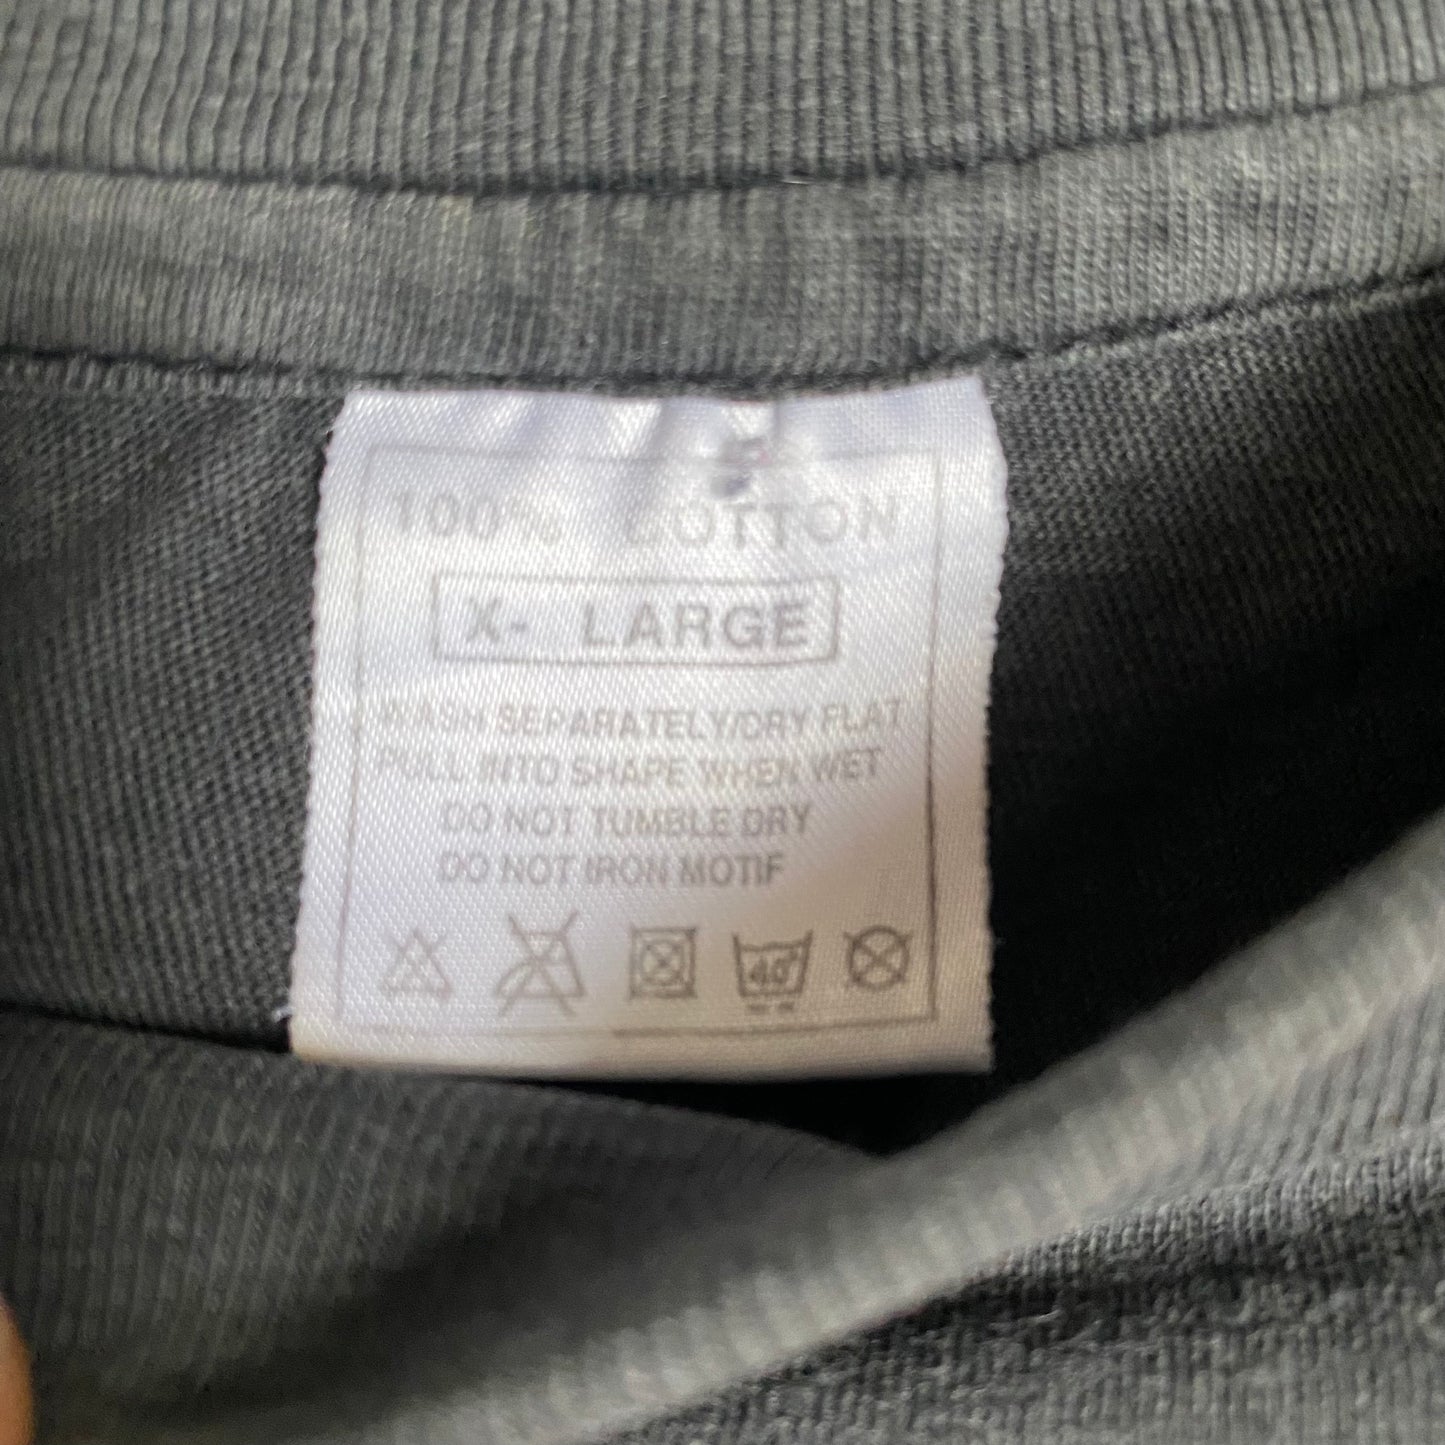 100% COTTON
X- LARGE
WASH SEPARATELY/DRY FLAT
PULL INTO SHAPE WHEN WET
DO NOT TUMBLE DRY
DO NOT IRON MOTIF
40°